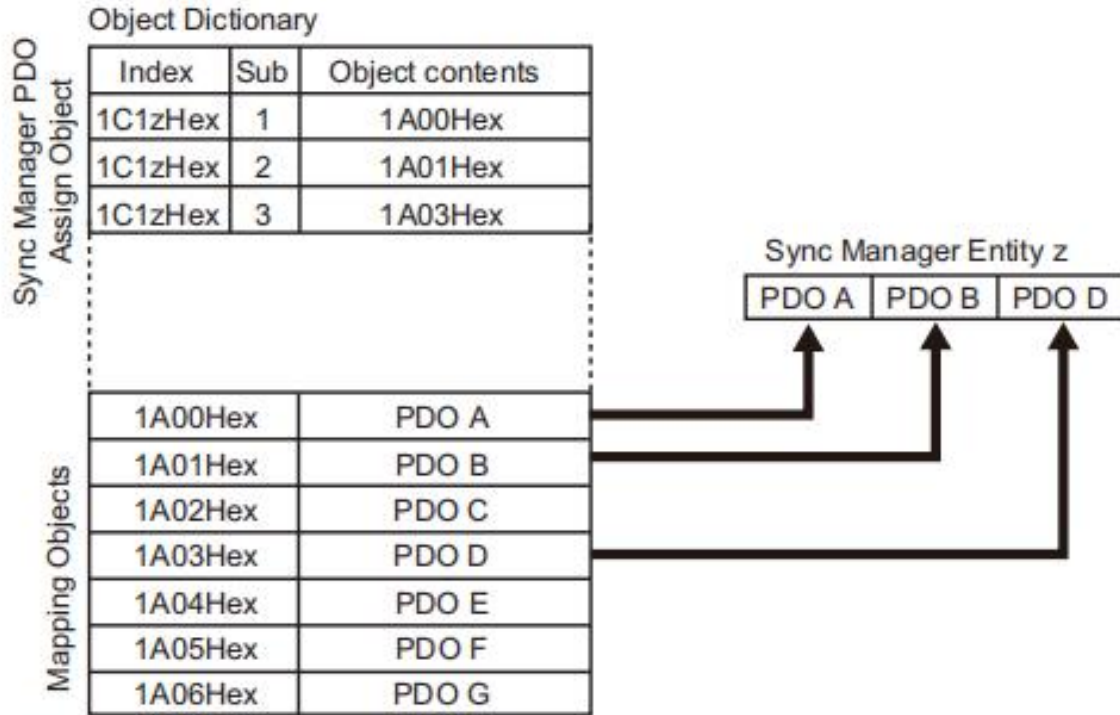 Object Dictionary
Sync Manager PDO
Assign Object
Index Sub Object contents
1C1zHex 1 1A00Hex
1C1zHex 2 1A01Hex
1C1zHex 3 1A03Hex
Sync Manager Entity z
PDO A PDO B PDO D
Mapping Objects
1A00Hex PDO A
1A01Hex PDO B
1A02Hex PDO C
1A03Hex PDO D
1A04Hex PDO E
1A05Hex PDO F
1A06Hex PDO G